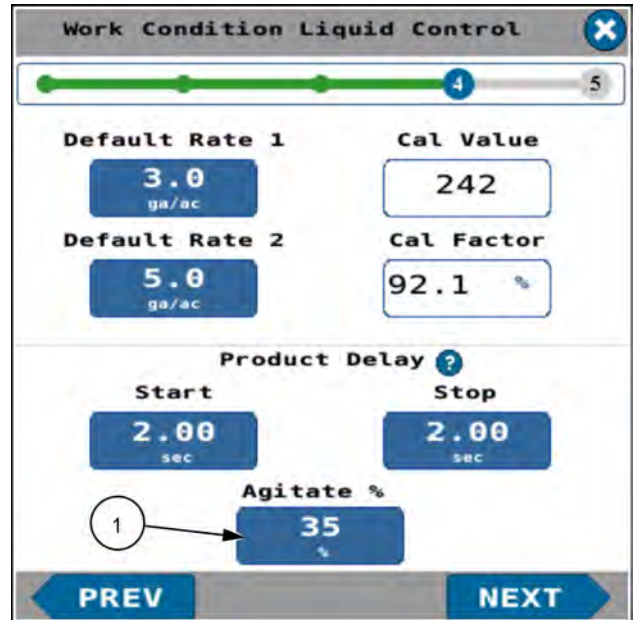 Work Condition Liquid Control
4 5
Default Rate 1 Cal Value
3.0 242
ga/ac
Default Rate 2 Cal Factor
5.0 92.1 %
ga/ac
Product Delay ?
Start Stop
2.00 2.00
sec sec
Agitate %
1 35
%
PREV NEXT